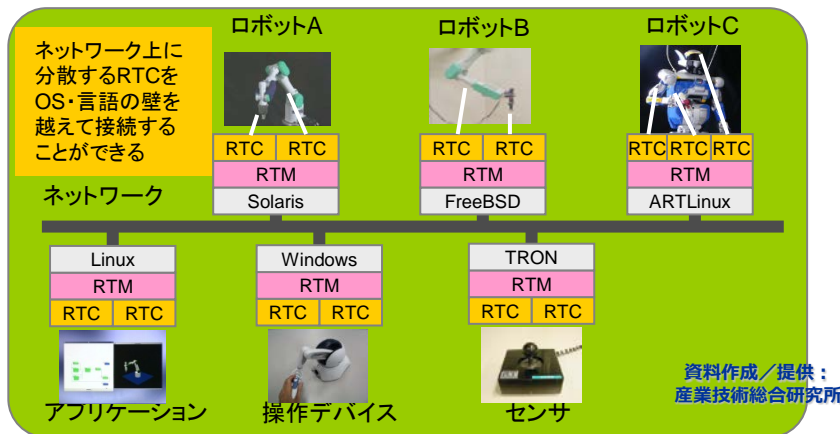 ロボットA
ロボットB
ロボットC
ネットワーク上に
分散するRTCを
OS・言語の壁を
越えて接続する
ことができる
RTC RTC
RTM
Solaris
RTC RTC
RTM
FreeBSD
RTC RTC RTC
RTM
ARTLinux
ネットワーク
Linux
RTM
RTC RTC
アプリケーション
Windows
RTM
RTC RTC
操作デバイス
TRON
RTM
RTC RTC
センサ
資料作成／提供：
産業技術総合研究所